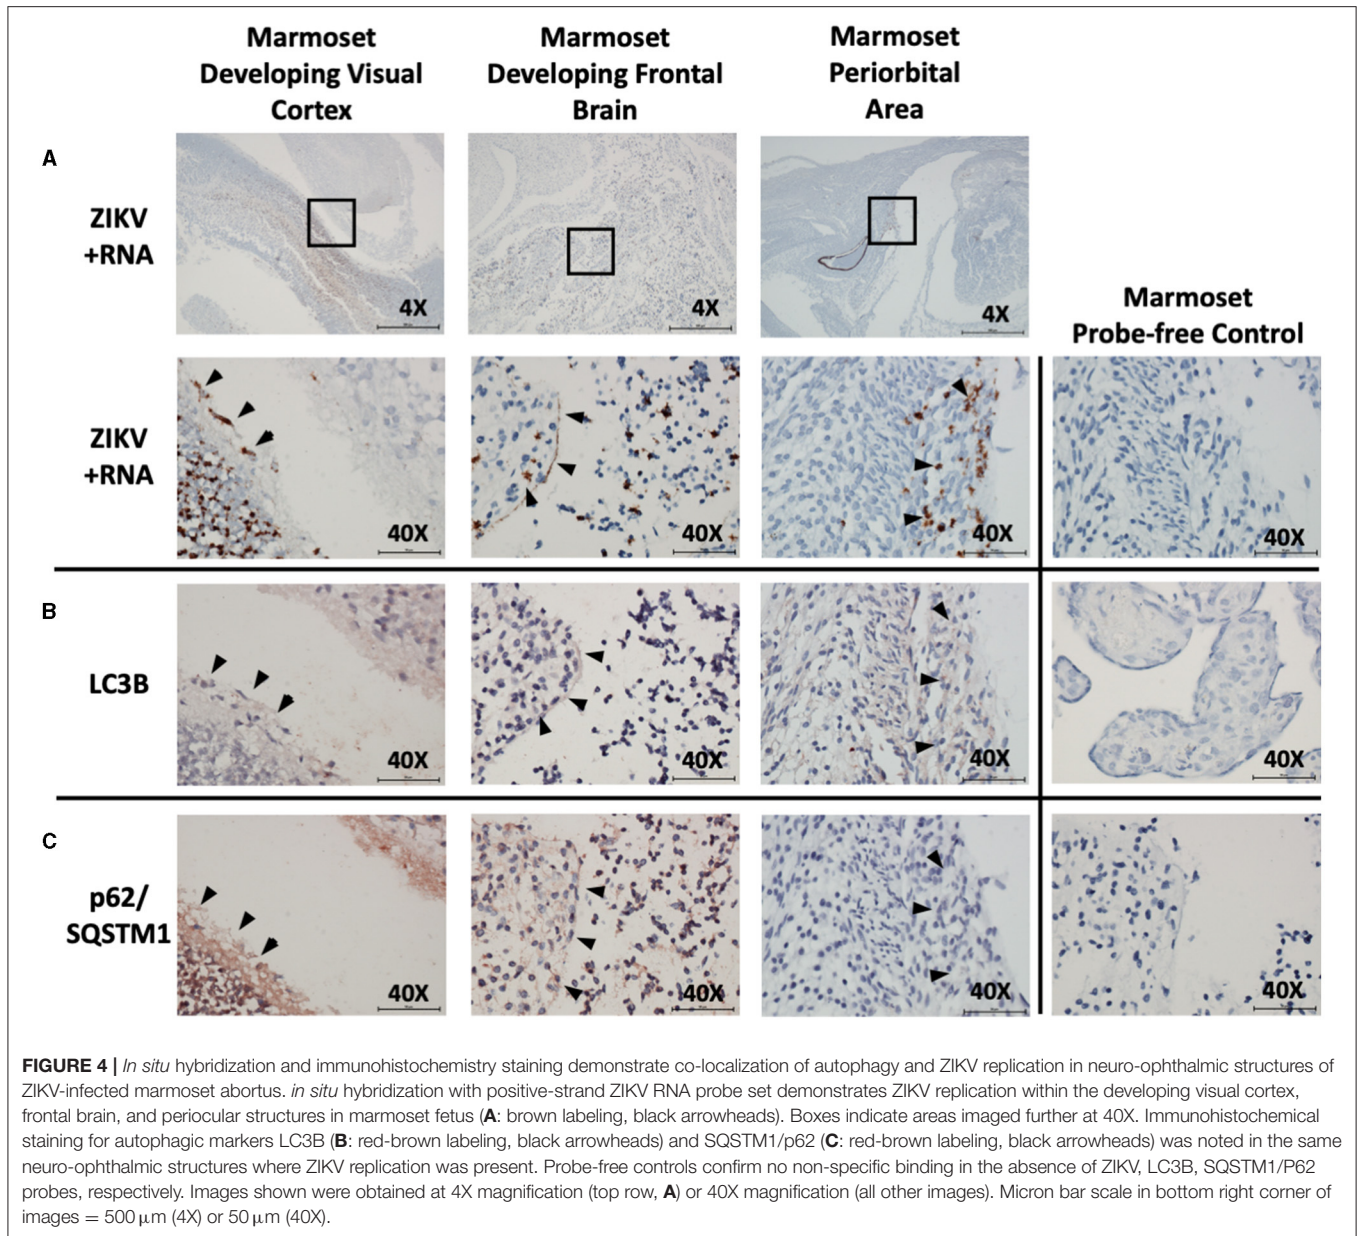 Marmoset
Developing Visual
Cortex
Marmoset
Developing Frontal
Brain
Marmoset
Periorbital
Area
A
ZIKV
+RNA
4X
4X
4X
Marmoset
Probe-free Control
ZIKV
+RNA
40X
40X
40X
40X
B
LC3B
40X
40X
40X
40X
C
p62/
SQSTM1
40X
40X
40X
40X
FIGURE 4 | In situ hybridization and immunohistochemistry staining demonstrate co-localization of autophagy and ZIKV replication in neuro-ophthalmic structures of
ZIKV-infected marmoset abortus. in situ hybridization with positive-strand ZIKV RNA probe set demonstrates ZIKV replication within the developing visual cortex,
frontal brain, and periocular structures in marmoset fetus (A: brown labeling, black arrowheads). Boxes indicate areas imaged further at 40X. Immunohistochemical
staining for autophagic markers LC3B (B: red-brown labeling, black arrowheads) and SQSTM1/p62 (C: red-brown labeling, black arrowheads) was noted in the same
neuro-ophthalmic structures where ZIKV replication was present. Probe-free controls confirm no non-specific binding in the absence of ZIKV, LC3B, SQSTM1/P62
probes, respectively. Images shown were obtained at 4X magnification (top row, A) or 40X magnification (all other images). Micron bar scale in bottom right corner of
images = 500 μm (4X) or 50 μm (40X).